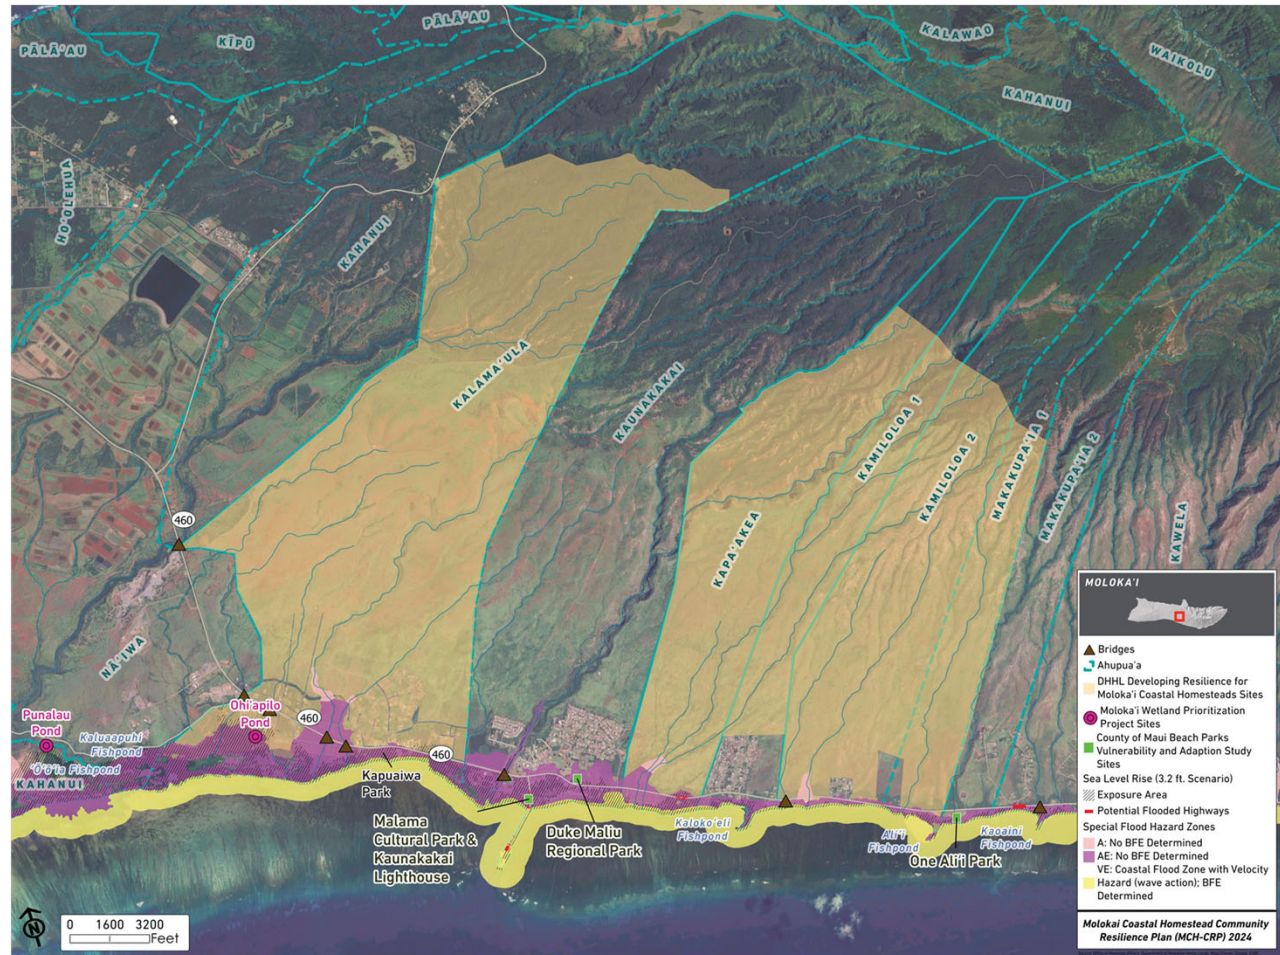 PĀLĀ‘AU
KĪPŪ
PĀLĀ‘AU
KALAWAO
WAIKOLU
KAHANUI
HO‘OLEHUA
KAHANUI
KALAMA‘ULA
KAUNAKAKAI
KAMILOLOA 1
KAMILOLOA 2
MAKAKUPA‘IA 1
MAKAKUPA‘IA 2
KAWELA
KAPA‘AKEA
460
NĀ‘IWA
Punalau
Pond
Kaluaapuhi
Fishpond
‘Ō‘ō‘ia Fishpond
KAHANUI
Ohi‘apilo
Pond
460
460
Kapuaiwa
Park
Malama
Cultural Park &
Kaunakakai
Lighthouse
Duke Maliu
Regional Park
Kaloko‘eli
Fishpond
Ali‘i
Fishpond
One Ali‘i Park
Kaoaini
Fishpond
MOLOKA‘I
Bridges
Ahupua‘a
DHHL Developing Resilience for
Moloka‘i Coastal Homesteads Sites
Moloka‘i Wetland Prioritization
Project Sites
County of Maui Beach Parks
Vulnerability and Adaption Study
Sites
Sea Level Rise (3.2 ft. Scenario)
Exposure Area
Potential Flooded Highways
Special Flood Hazard Zones
A: No BFE Determined
AE: No BFE Determined
VE: Coastal Flood Zone with Velocity
Hazard (wave action); BFE
Determined
Molokai Coastal Homestead Community
Resilience Plan (MCH-CRP) 2024
N
0 1600 3200
Feet